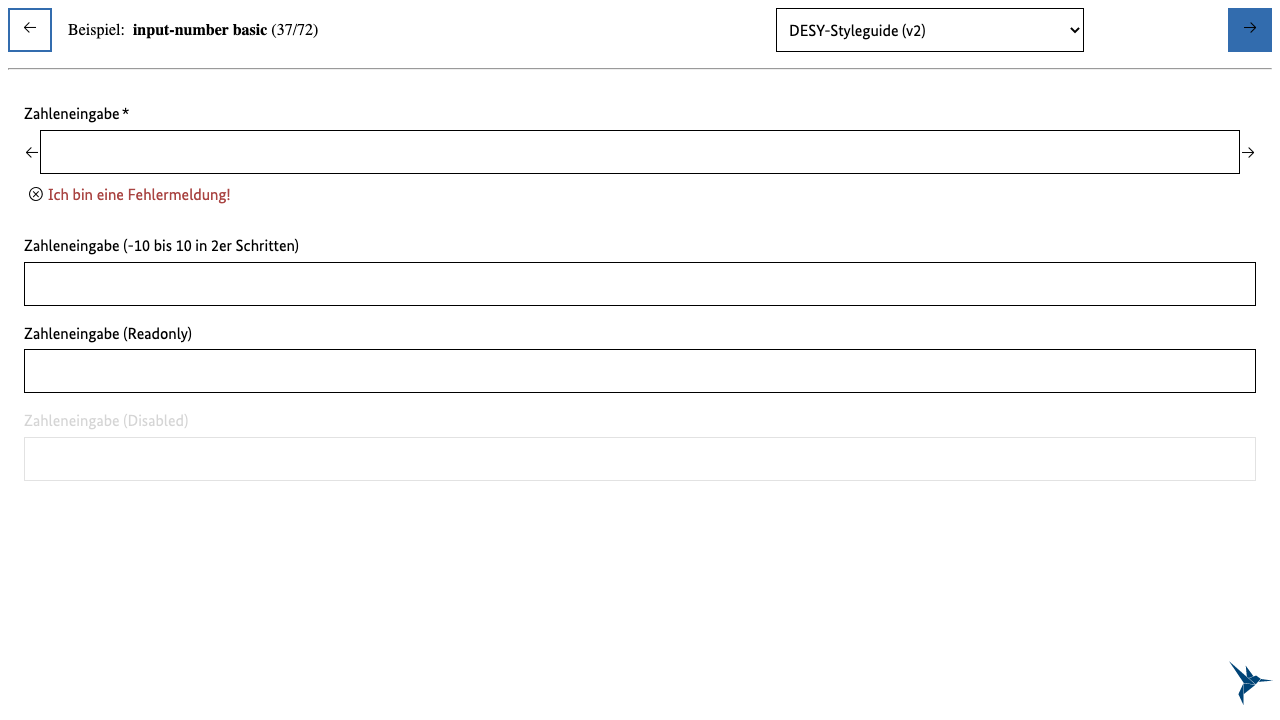 Beispiel: input-number basic (37/72)
DESY-Styleguide (v2)
Zahleneingabe *
Ich bin eine Fehlermeldung!
Zahleneingabe (-10 bis 10 in 2er Schritten)
Zahleneingabe (Readonly)
Zahleneingabe (Disabled)